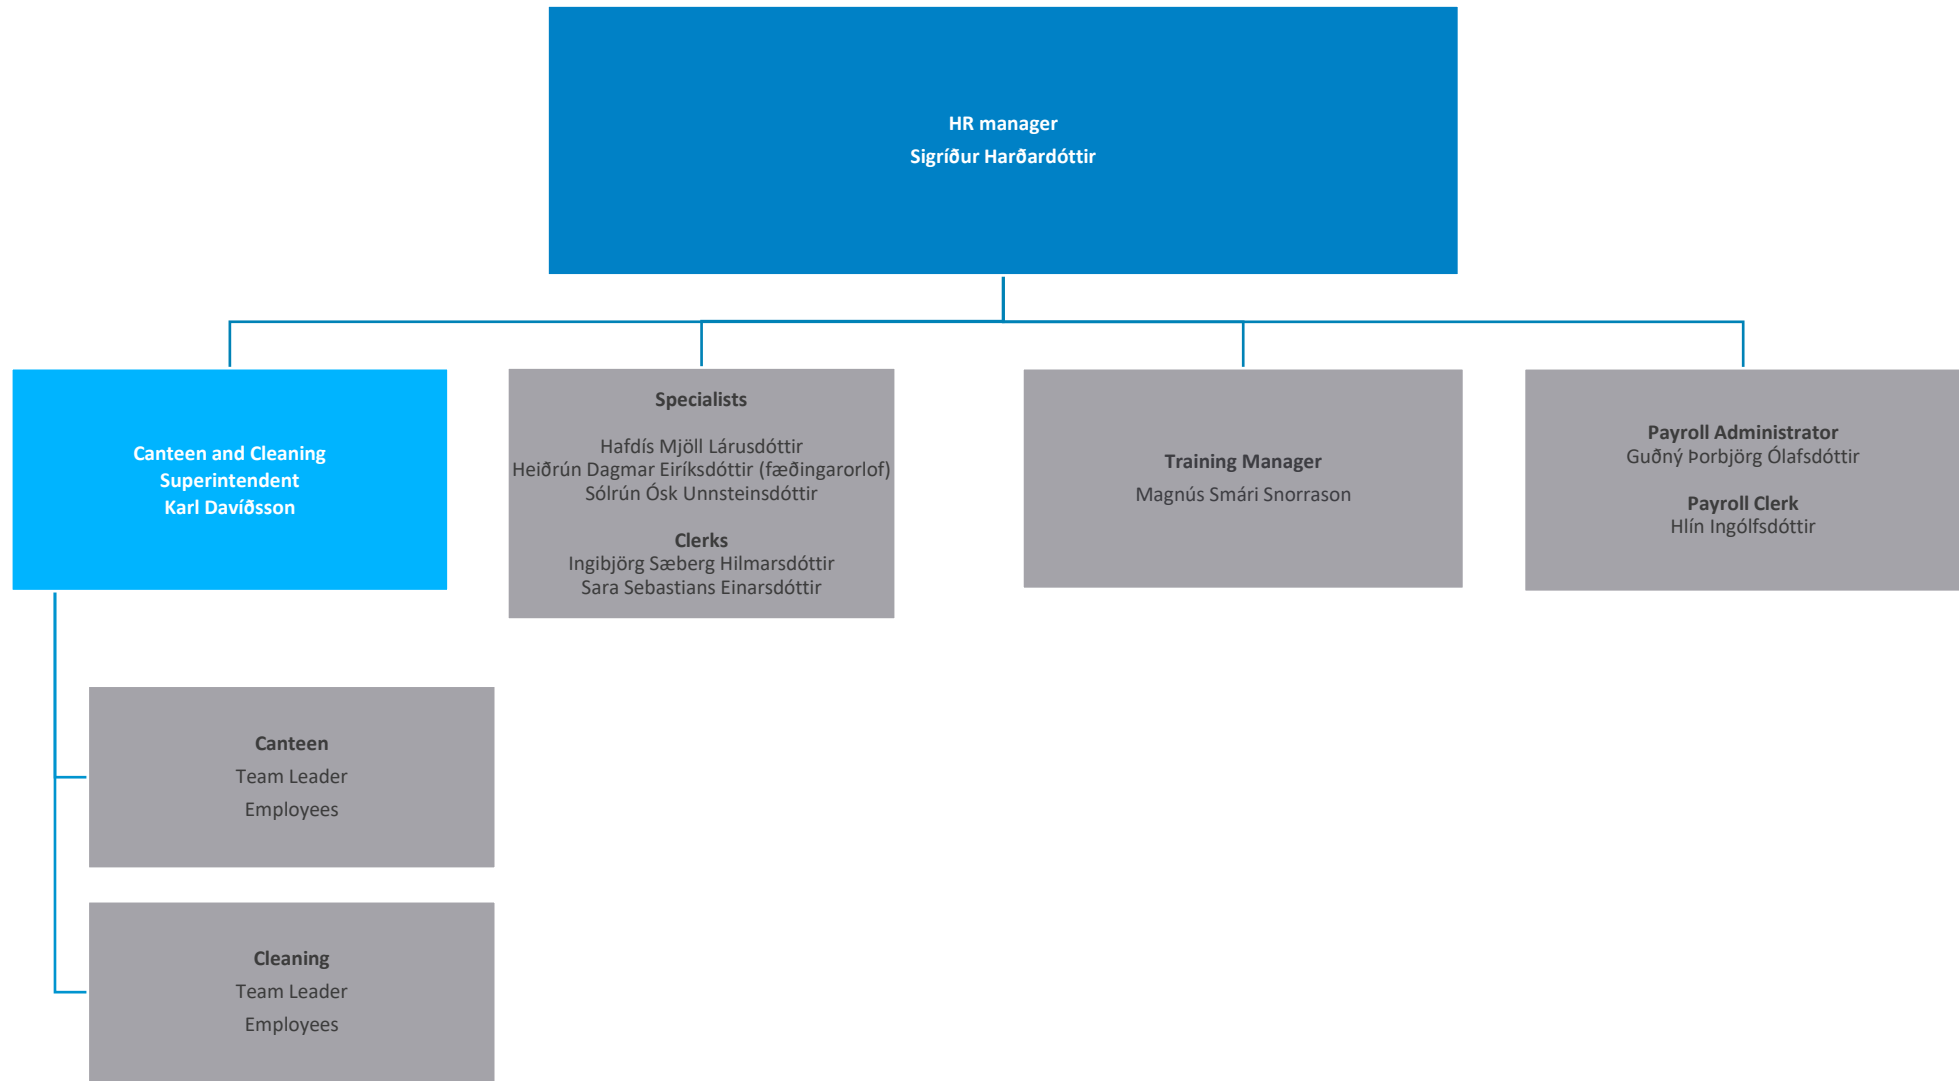 HR manager
Sigríður Harðardóttir
Canteen and Cleaning
Superintendent
Karl Davíðsson
Specialists
Hafdís Mjöll Lárusdóttir
Heiðrún Dagmar Eiríksdóttir (fæðingarorlof)
Sólrún Ósk Unnsteinsdóttir
Clerks
Ingibjörg Sæberg Hilmarsdóttir
Sara Sebastians Einarsdóttir
Training Manager
Magnús Smári Snorrason
Payroll Administrator
Guðný Þorbjörg Ólafsdóttir
Payroll Clerk
Hlín Ingólfsdóttir
Canteen
Team Leader
Employees
Cleaning
Team Leader
Employees